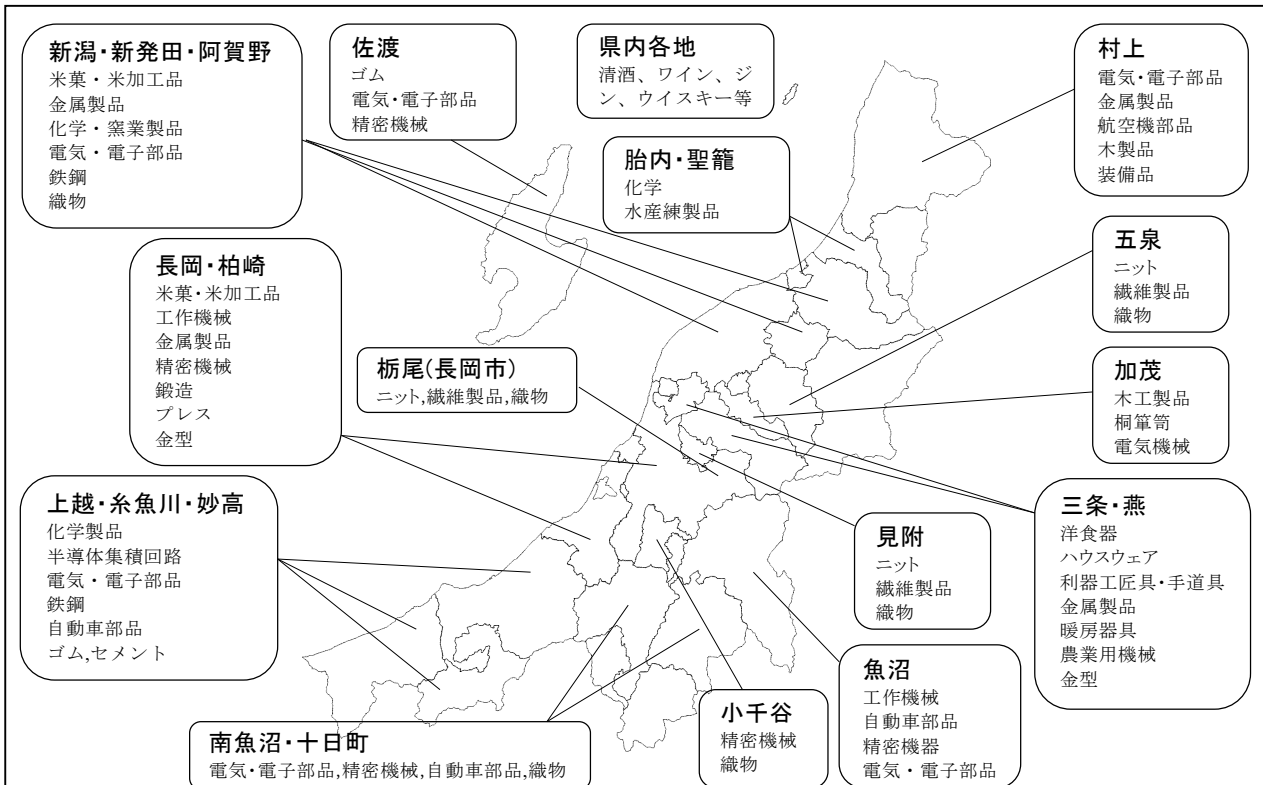 新潟・新発田・阿賀野
米菓・米加工品
金属製品
化学・窯業製品
電気・電子部品
鉄鋼
織物
佐渡
ゴム
電気・電子部品
精密機械
県内各地
清酒、ワイン、ジ
ン、ウイスキー等
村上
電気・電子部品
金属製品
航空機部品
木製品
装備品
胎内・聖籠
化学
水産練製品
五泉
ニット
繊維製品
織物
長岡・柏崎
米菓・米加工品
工作機械
金属製品
精密機械
鍛造
プレス
金型
栃尾(長岡市)
ニット,繊維製品,織物
加茂
木工製品
桐箪笥
電気機械
上越・糸魚川・妙高
化学製品
半導体集積回路
電気・電子部品
鉄鋼
自動車部品
ゴム,セメント
見附
ニット
繊維製品
織物
三条・燕
洋食器
ハウスウェア
利器工匠具・手道具
金属製品
暖房器具
農業用機械
金型
南魚沼・十日町
電気・電子部品,精密機械,自動車部品,織物
小千谷
精密機械
織物
魚沼
工作機械
自動車部品
精密機器
電気・電子部品